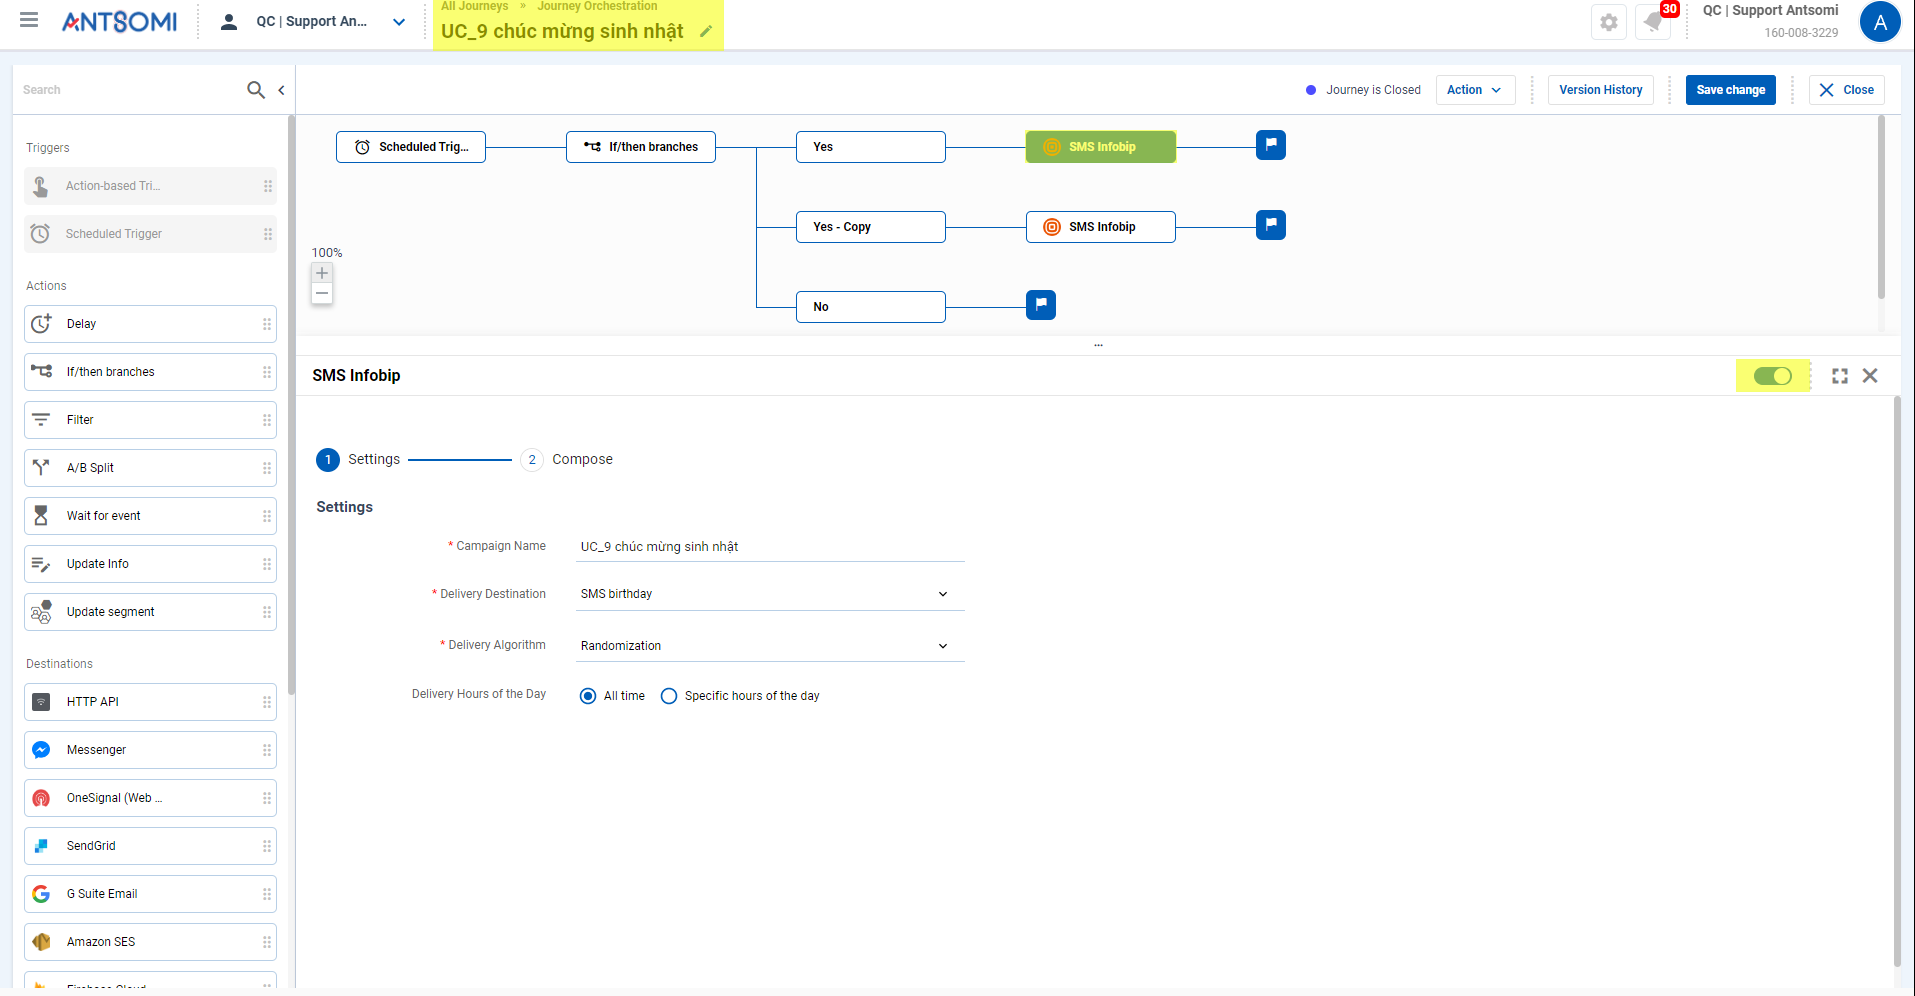 ANTSOMI
QC | Support An...
All Journeys » Journey Orchestration
UC_9 chúc mừng sinh nhật
30
QC | Support Antsomi
160-008-3229
A
Search
Journey is Closed
Action
Version History
Save change
Close
Triggers
Action-based Tri...
Scheduled Trigger
Actions
Delay
If/then branches
Filter
A/B Split
Wait for event
Update Info
Update segment
Destinations
HTTP API
Messenger
OneSignal (Web ...
SendGrid
G Suite Email
Amazon SES
Firebase Cloud
Scheduled Trig...
If/then branches
Yes
SMS Infobip
Yes - Copy
SMS Infobip
No
100%
...
SMS Infobip
1 Settings
2 Compose
Settings
* Campaign Name
UC_9 chúc mừng sinh nhật
* Delivery Destination
SMS birthday
* Delivery Algorithm
Randomization
Delivery Hours of the Day
All time
Specific hours of the day